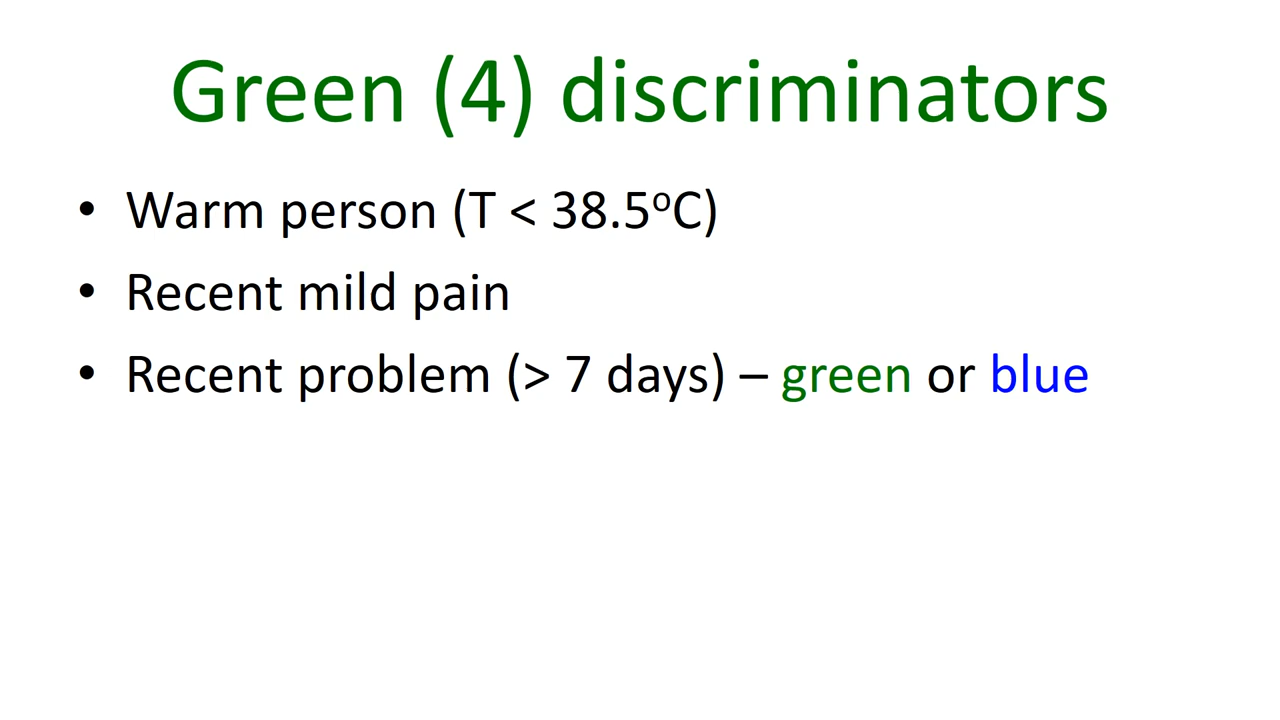 Green (4) discriminators
• Warm person (T < 38.5ºC)
• Recent mild pain
• Recent problem (> 7 days) – green or blue